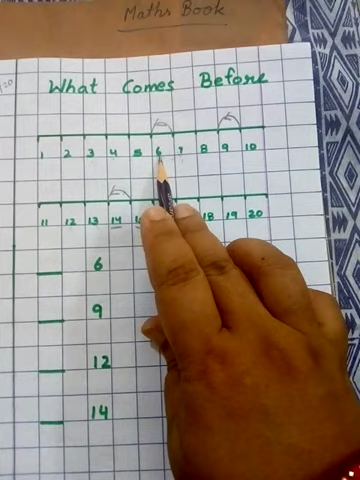 Maths Book
What Comes Before
1 2 3 4 5 6 7 8 9 10
11 12 13 14 18 19 20
6
9
12
14